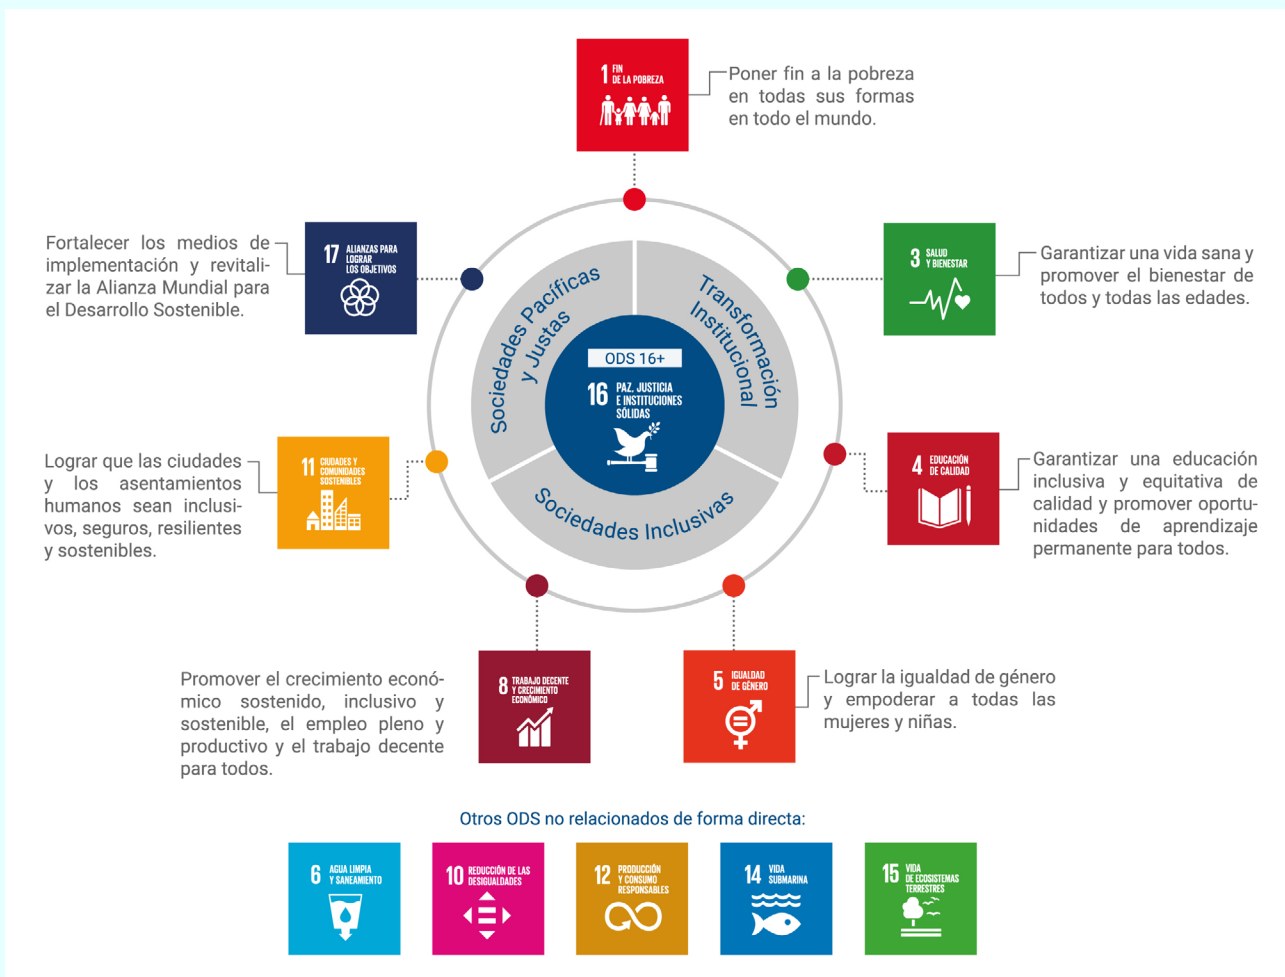 1 FIN
DE LA POBREZA
Poner fin a la pobreza
en todas sus formas
en todo el mundo.
Fortalecer los medios de
implementación y revitali-
zar la Alianza Mundial para
el Desarrollo Sostenible.
17 ALIANZAS PARA
LOGRAR
LOS OBJETIVOS
3 SALUD
Y BIENESTAR
Garantizar una vida sana y
promover el bienestar de
todos y todas las edades.
Sociedades Pacíficas
y Justas
Transformación
Institucional
ODS 16+
16 PAZ, JUSTICIA
E INSTITUCIONES
SÓLIDAS
Sociedades Inclusivas
Lograr que las ciudades
y los asentamientos
humanos sean inclusi-
vos, seguros, resilientes
y sostenibles.
11 CIUDADES Y
COMUNIDADES
SOSTENIBLES
4 EDUCACIÓN
DE CALIDAD
Garantizar una educación
inclusiva y equitativa de
calidad y promover oportu-
nidades de aprendizaje
permanente para todos.
Promover el crecimiento econó-
mico sostenido, inclusivo y
sostenible, el empleo pleno y
productivo y el trabajo decente
para todos.
8 TRABAJO DECENTE
Y CRECIMIENTO
ECONÓMICO
5 IGUALDAD
DE GÉNERO
Lograr la igualdad de género
y empoderar a todas las
mujeres y niñas.
Otros ODS no relacionados de forma directa:
6 AGUA LIMPIA
Y SANEAMIENTO
10 REDUCCIÓN DE LAS
DESIGUALDADES
12 PRODUCCIÓN
Y CONSUMO
RESPONSABLES
14 VIDA
SUBMARINA
15 VIDA
DE ECOSISTEMAS
TERRESTRES